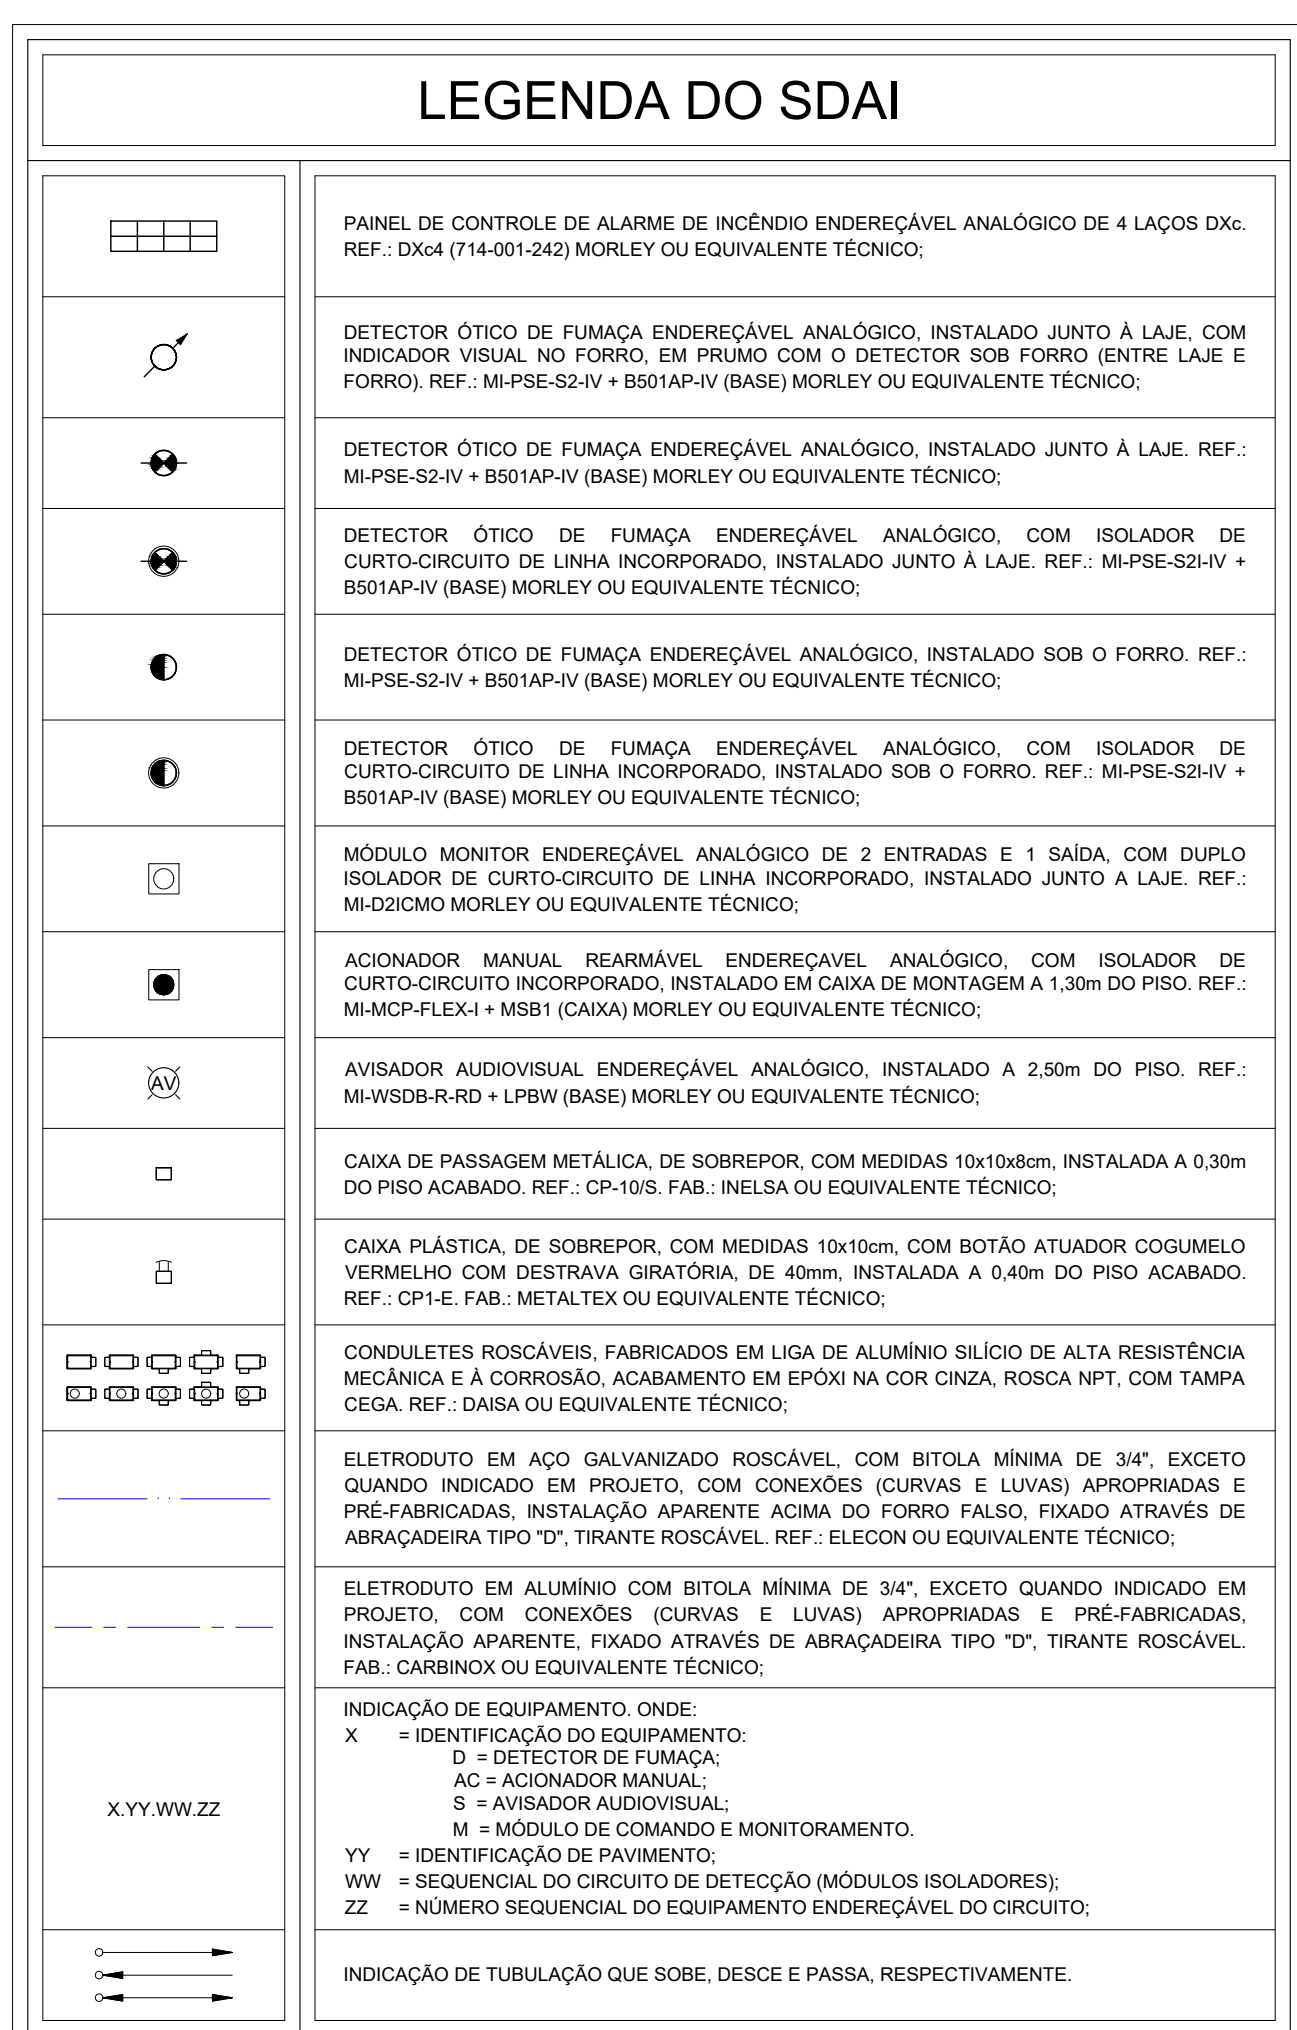 LEGENDA DO SDAI
PAINEL DE CONTROLE DE ALARME DE INCÊNDIO ENDEREÇÁVEL ANALÓGICO DE 4 LAÇOS DXc.
REF.: DXc4 (714-001-242) MORLEY OU EQUIVALENTE TÉCNICO;
DETECTOR ÓTICO DE FUMAÇA ENDEREÇÁVEL ANALÓGICO, INSTALADO JUNTO À LAJE, COM
INDICADOR VISUAL NO FORRO, EM PRUMO COM O DETECTOR SOB FORRO (ENTRE LAJE E
FORRO). REF.: MI-PSE-S2-IV + B501AP-IV (BASE) MORLEY OU EQUIVALENTE TÉCNICO;
DETECTOR ÓTICO DE FUMAÇA ENDEREÇÁVEL ANALÓGICO, INSTALADO JUNTO À LAJE. REF.:
MI-PSE-S2-IV + B501AP-IV (BASE) MORLEY OU EQUIVALENTE TÉCNICO;
DETECTOR ÓTICO DE FUMAÇA ENDEREÇÁVEL ANALÓGICO, COM ISOLADOR DE
CURTO-CIRCUITO DE LINHA INCORPORADO, INSTALADO JUNTO À LAJE. REF.: MI-PSE-S2I-IV +
B501AP-IV (BASE) MORLEY OU EQUIVALENTE TÉCNICO;
DETECTOR ÓTICO DE FUMAÇA ENDEREÇÁVEL ANALÓGICO, INSTALADO SOB O FORRO. REF.:
MI-PSE-S2-IV + B501AP-IV (BASE) MORLEY OU EQUIVALENTE TÉCNICO;
DETECTOR ÓTICO DE FUMAÇA ENDEREÇÁVEL ANALÓGICO, COM ISOLADOR DE
CURTO-CIRCUITO DE LINHA INCORPORADO, INSTALADO SOB O FORRO. REF.: MI-PSE-S2I-IV +
B501AP-IV (BASE) MORLEY OU EQUIVALENTE TÉCNICO;
MÓDULO MONITOR ENDEREÇÁVEL ANALÓGICO DE 2 ENTRADAS E 1 SAÍDA, COM DUPLO
ISOLADOR DE CURTO-CIRCUITO DE LINHA INCORPORADO, INSTALADO JUNTO A LAJE. REF.:
MI-D2ICMO MORLEY OU EQUIVALENTE TÉCNICO;
ACIONADOR MANUAL REARMÁVEL ENDEREÇAVEL ANALÓGICO, COM ISOLADOR DE
CURTO-CIRCUITO INCORPORADO, INSTALADO EM CAIXA DE MONTAGEM A 1,30m DO PISO. REF.:
MI-MCP-FLEX-I + MSB1 (CAIXA) MORLEY OU EQUIVALENTE TÉCNICO;
AV
AVISADOR AUDIOVISUAL ENDEREÇÁVEL ANALÓGICO, INSTALADO A 2,50m DO PISO. REF.:
MI-WSDB-R-RD + LPBW (BASE) MORLEY OU EQUIVALENTE TÉCNICO;
CAIXA DE PASSAGEM METÁLICA, DE SOBREPOR, COM MEDIDAS 10x10x8cm, INSTALADA A 0,30m
DO PISO ACABADO. REF.: CP-10/S. FAB.: INELSA OU EQUIVALENTE TÉCNICO;
CAIXA PLÁSTICA, DE SOBREPOR, COM MEDIDAS 10x10cm, COM BOTÃO ATUADOR COGUMELO
VERMELHO COM DESTRAVA GIRATÓRIA, DE 40mm, INSTALADA A 0,40m DO PISO ACABADO.
REF.: CP1-E. FAB.: METALTEX OU EQUIVALENTE TÉCNICO;
CONDULETES ROSCÁVEIS, FABRICADOS EM LIGA DE ALUMÍNIO SILÍCIO DE ALTA RESISTÊNCIA
MECÂNICA E À CORROSÃO, ACABAMENTO EM EPÓXI NA COR CINZA, ROSCA NPT, COM TAMPA
CEGA. REF.: DAISA OU EQUIVALENTE TÉCNICO;
ELETRODUTO EM AÇO GALVANIZADO ROSCÁVEL, COM BITOLA MÍNIMA DE 3/4", EXCETO
QUANDO INDICADO EM PROJETO, COM CONEXÕES (CURVAS E LUVAS) APROPRIADAS E
PRÉ-FABRICADAS, INSTALAÇÃO APARENTE ACIMA DO FORRO FALSO, FIXADO ATRAVÉS DE
ABRAÇADEIRA TIPO "D", TIRANTE ROSCÁVEL. REF.: ELECON OU EQUIVALENTE TÉCNICO;
ELETRODUTO EM ALUMÍNIO COM BITOLA MÍNIMA DE 3/4", EXCETO QUANDO INDICADO EM
PROJETO, COM CONEXÕES (CURVAS E LUVAS) APROPRIADAS E PRÉ-FABRICADAS,
INSTALAÇÃO APARENTE, FIXADO ATRAVÉS DE ABRAÇADEIRA TIPO "D", TIRANTE ROSCÁVEL.
FAB.: CARBINOX OU EQUIVALENTE TÉCNICO;
X.YY.WW.ZZ
INDICAÇÃO DE EQUIPAMENTO. ONDE:
X = IDENTIFICAÇÃO DO EQUIPAMENTO:
D = DETECTOR DE FUMAÇA;
AC = ACIONADOR MANUAL;
S = AVISADOR AUDIOVISUAL;
M = MÓDULO DE COMANDO E MONITORAMENTO.
YY = IDENTIFICAÇÃO DE PAVIMENTO;
WW = SEQUENCIAL DO CIRCUITO DE DETECÇÃO (MÓDULOS ISOLADORES);
ZZ = NÚMERO SEQUENCIAL DO EQUIPAMENTO ENDEREÇÁVEL DO CIRCUITO;
INDICAÇÃO DE TUBULAÇÃO QUE SOBE, DESCE E PASSA, RESPECTIVAMENTE.